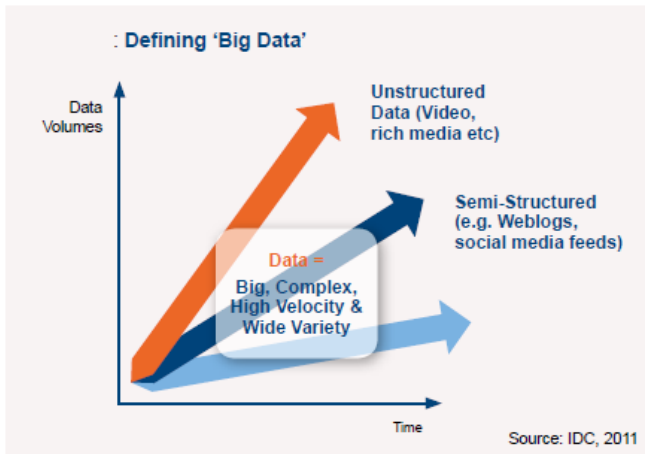 : Defining ‘Big Data’
Data
Volumes
Unstructured
Data (Video,
rich media etc)
Semi-Structured
(e.g. Weblogs,
social media feeds)
Data =
Big, Complex,
High Velocity &
Wide Variety
Time
Source: IDC, 2011